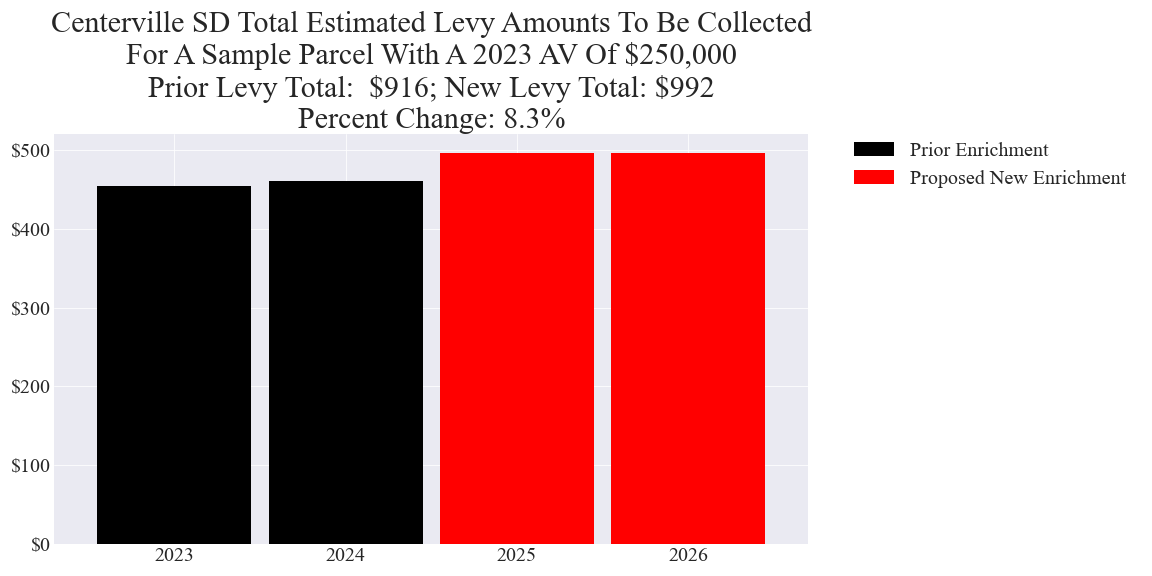 Centerville SD Total Estimated Levy Amounts To Be Collected
For A Sample Parcel With A 2023 AV Of $250,000
Prior Levy Total:  $916; New Levy Total: $992
Percent Change: 8.3%
$500
$400
$300
$200
$100
$0
2023
2024
2025
2026
Prior Enrichment
Proposed New Enrichment